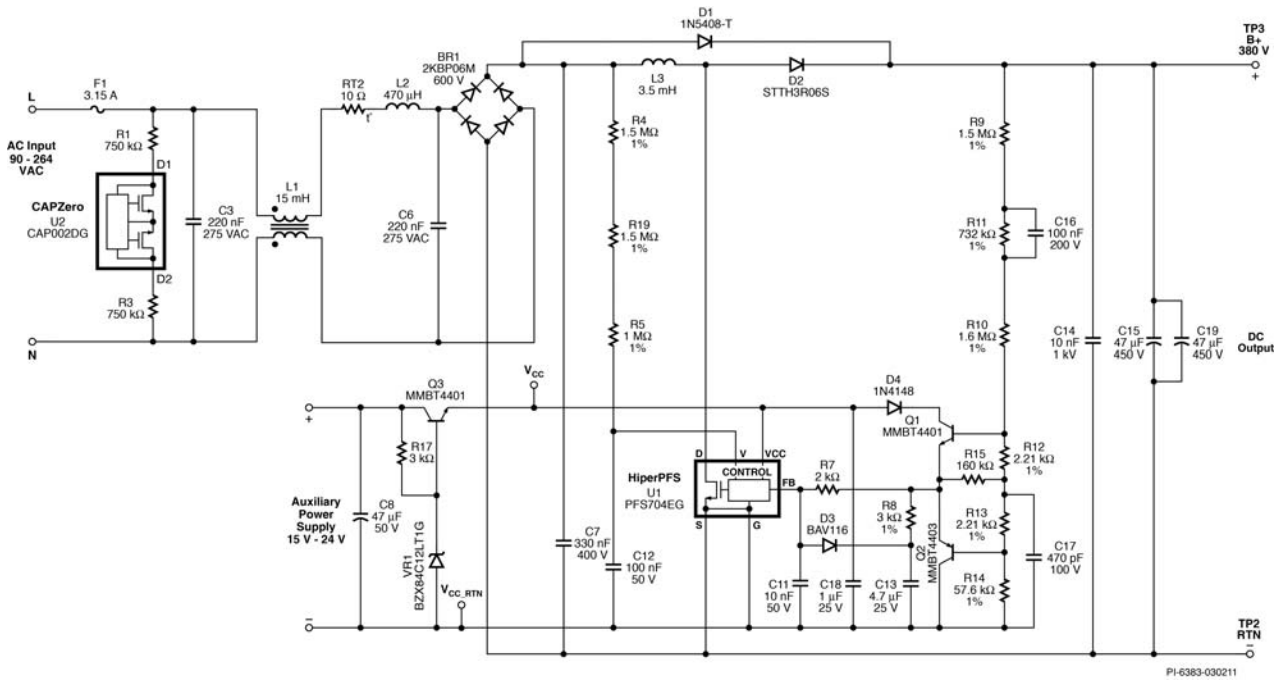 D1
1N5408-T
TP3
B+
380 V
+
BR1
2KBP06M
600 V
L3
3.5 mH
D2
STTH3R06S
F1
3.15 A
L
RT2
10 Ω
t°
L2
470 μH
R1
750 kΩ
R4
1.5 MΩ
1%
R9
1.5 MΩ
1%
AC Input
90 - 264
VAC
D1
CAPZero
U2
CAP002DG
D2
C3
220 nF
275 VAC
L1
15 mH
C6
220 nF
275 VAC
R19
1.5 MΩ
1%
R11
732 kΩ
1%
C16
100 nF
200 V
R3
750 kΩ
N
R5
1 MΩ
1%
R10
1.6 MΩ
1%
C14
10 nF
1 kV
C15
47 μF
450 V
C19
47 μF
450 V
DC
Output
VCC
Q3
MMBT4401
+
D4
1N4148
Q1
MMBT4401
R17
3 kΩ
D
V
VCC
CONTROL
HiperPFS
U1
PFS704EG
FB
S
G
R7
2 kΩ
R15
160 kΩ
R12
2.21 kΩ
1%
Auxiliary
Power
Supply
15 V - 24 V
C8
47 μF
50 V
VR1
BZX84C12LT1G
VCC_RTN
C7
330 nF
400 V
C12
100 nF
50 V
D3
BAV116
R8
3 kΩ
1%
Q2
MMBT4403
R13
2.21 kΩ
1%
C17
470 pF
100 V
C11
10 nF
50 V
C18
1 μF
25 V
C13
4.7 μF
25 V
R14
57.6 kΩ
1%
–
TP2
RTN
–
PI-6383-030211